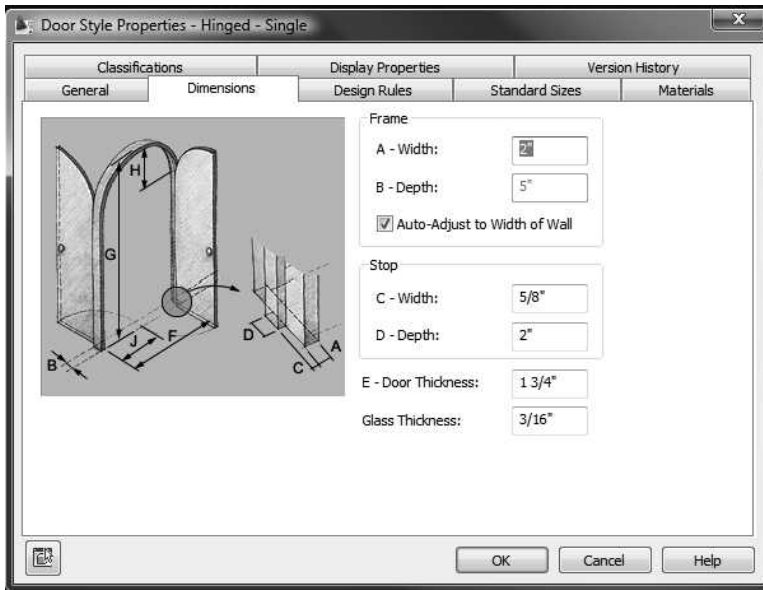 Door Style Properties - Hinged - Single
X
Classifications Display Properties Version History
General Dimensions Design Rules Standard Sizes Materials
H
G
J F
B
D
C
A
Frame
A - Width: 2"
B - Depth: 5"
Auto-Adjust to Width of Wall
Stop
C - Width: 5/8"
D - Depth: 2"
E - Door Thickness: 1 3/4"
Glass Thickness: 3/16"
OK Cancel Help